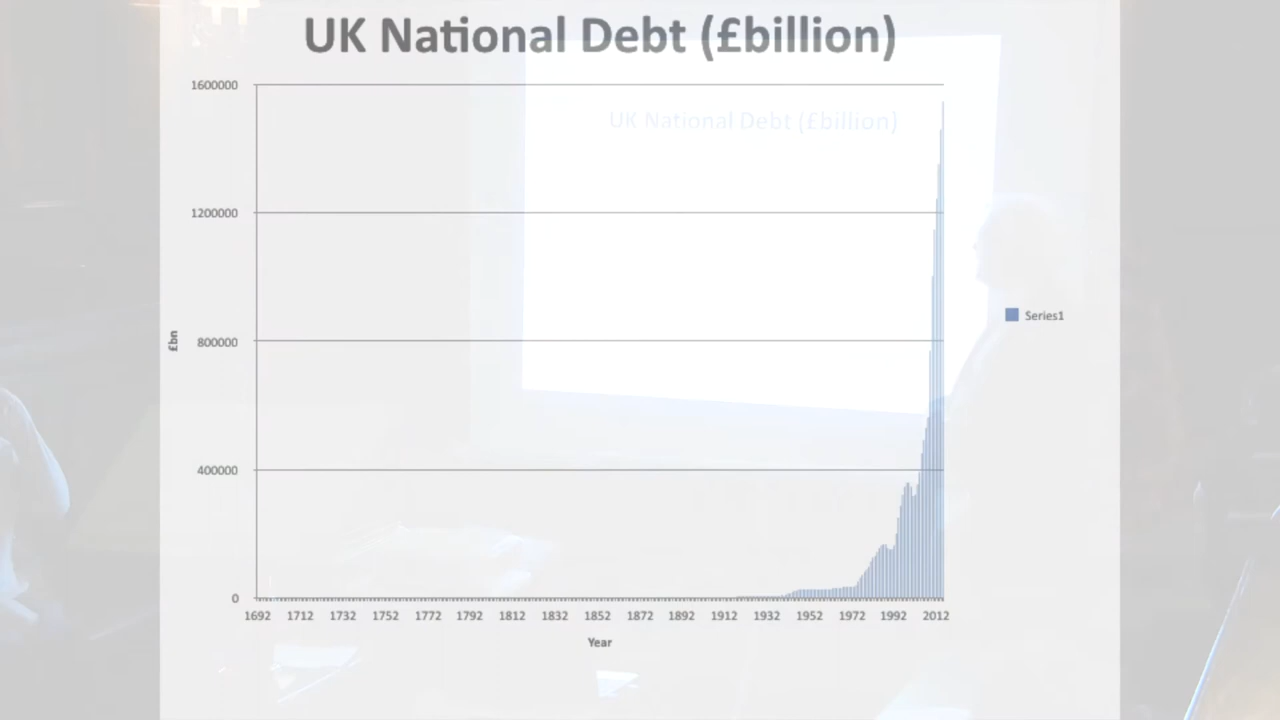 UK National Debt (£billion)
1600000
UK National Debt (£billion)
1200000
Series1
£bn
800000
400000
0
1692 1712 1732 1752 1772 1792 1812 1832 1852 1872 1892 1912 1932 1952 1972 1992 2012
Year